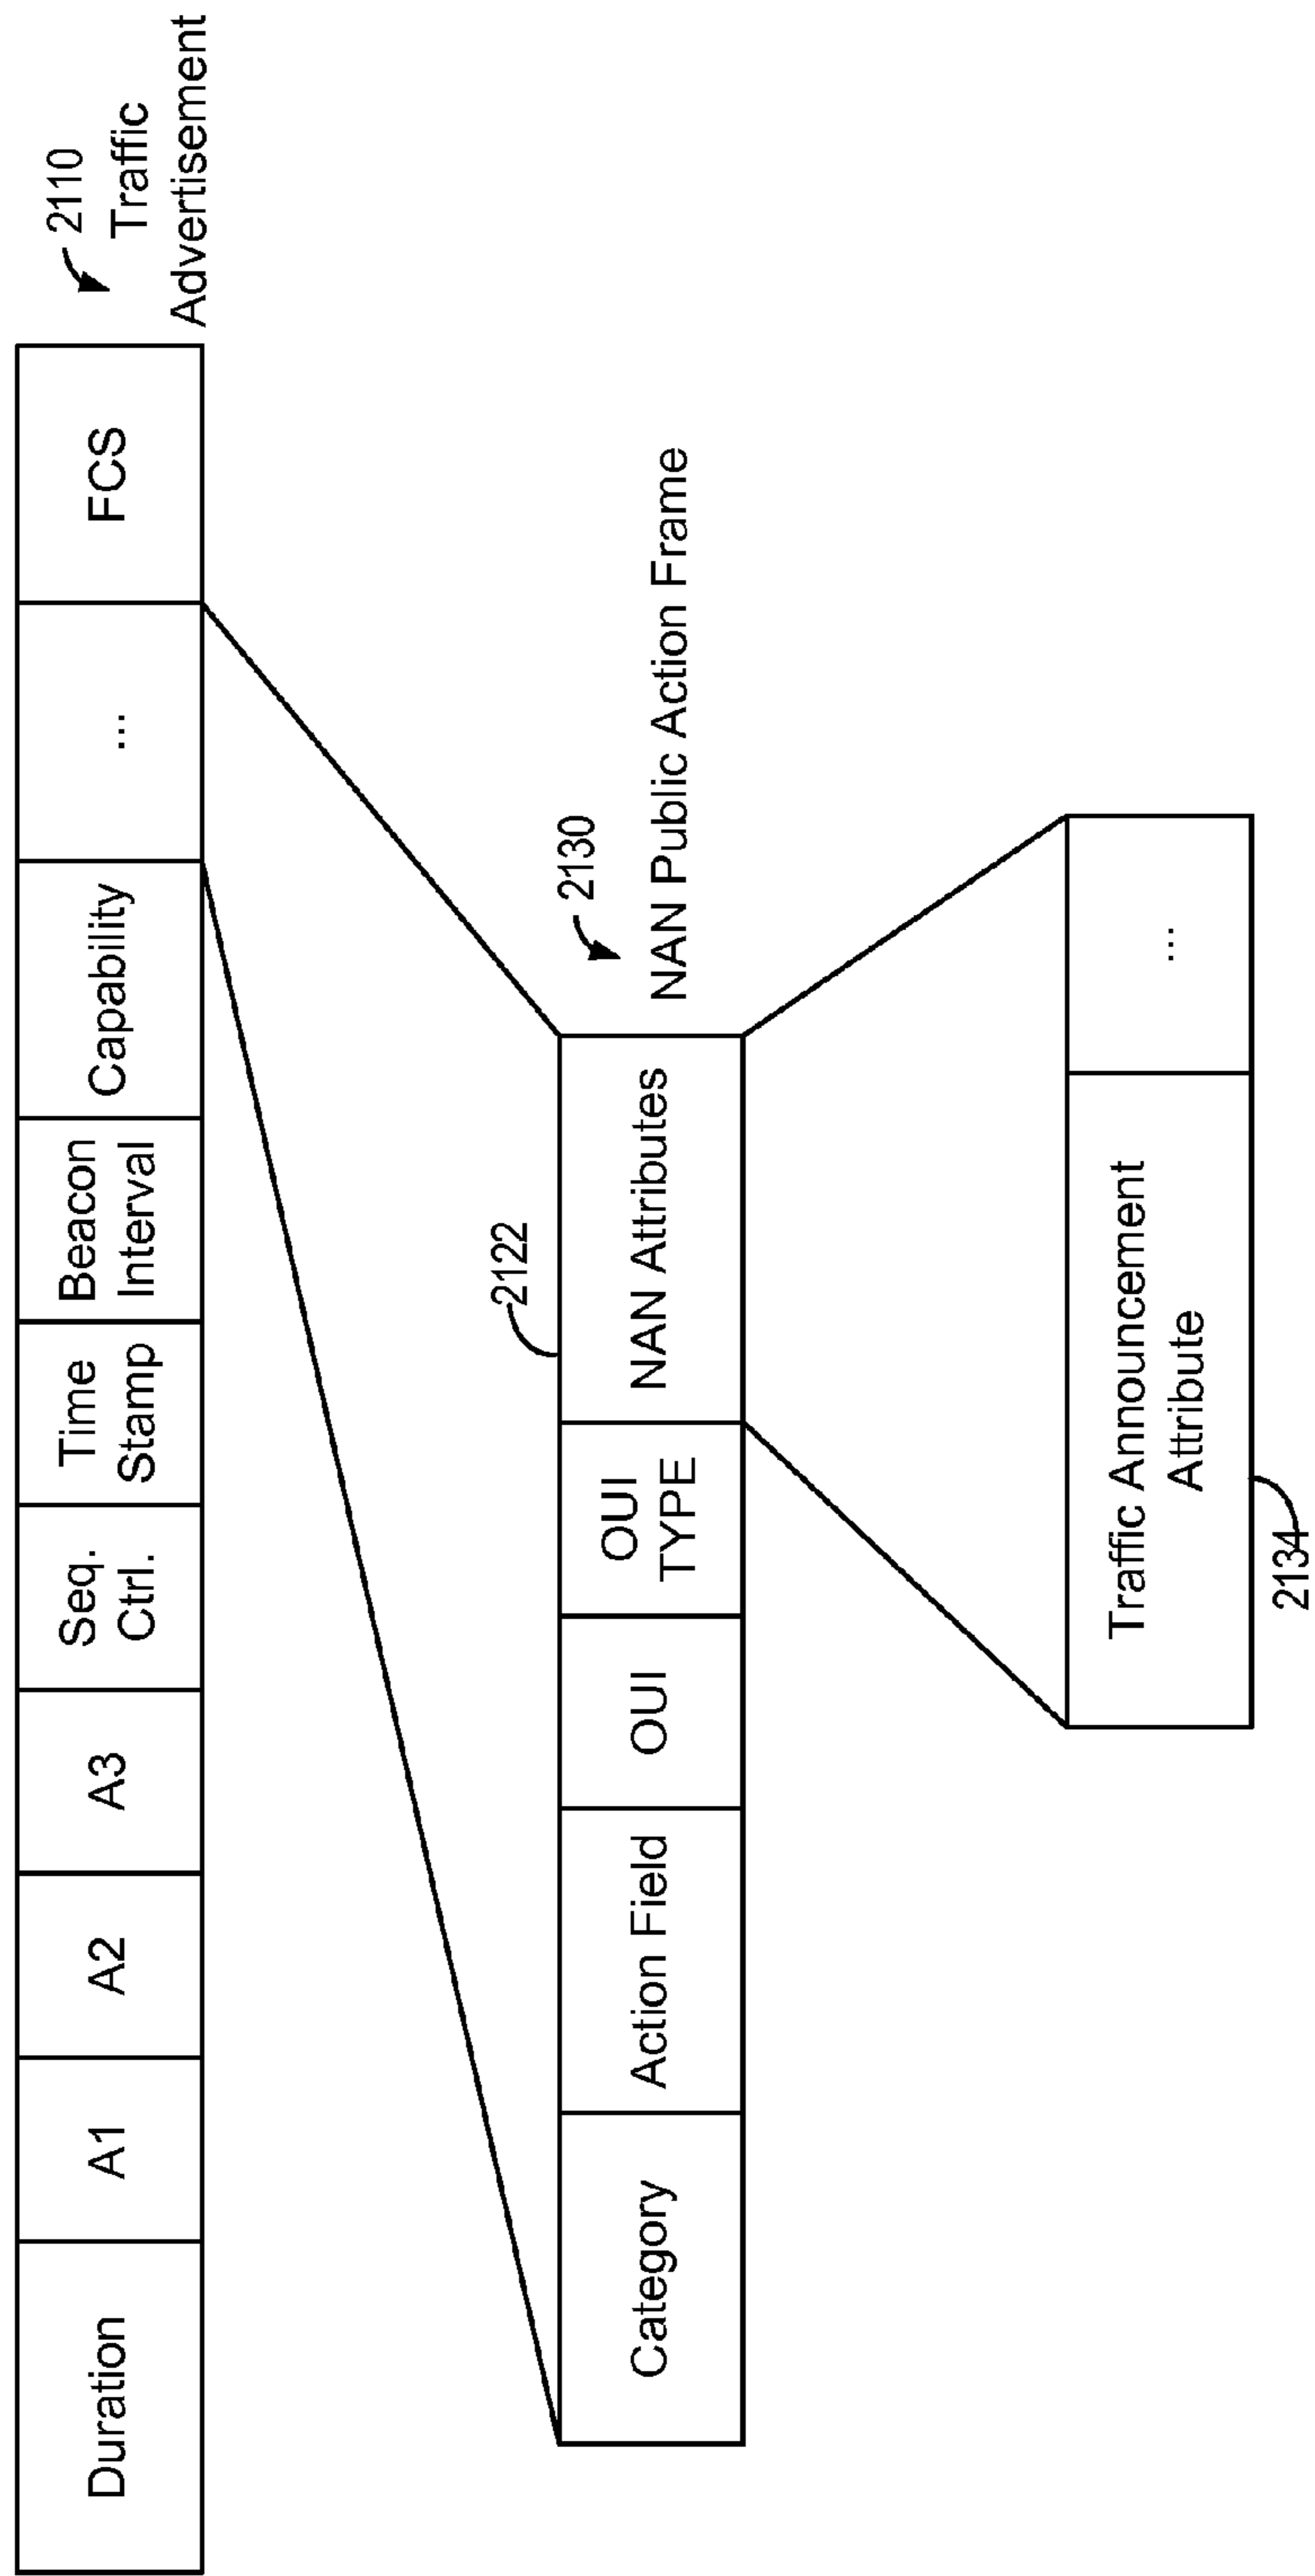 Duration
A1
A2
A3
Seq.
Ctrl.
Time
Stamp
Beacon
Interval
Capability
...
FCS
2110
Traffic
Advertisement
2122
2130
NAN Public Action Frame
Category
Action Field
OUI
OUI
TYPE
NAN Attributes
Traffic Announcement
Attribute
...
2134